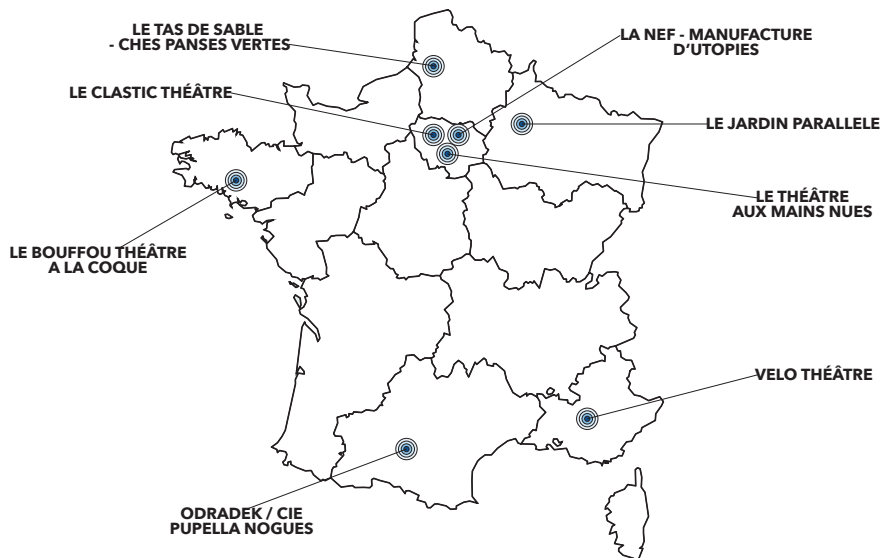 LE TAS DE SABLE
- CHES PANSES VERTES
LA NEF - MANUFACTURE
D'UTOPIES
LE CLASTIC THÉÂTRE
LE JARDIN PARALLELE
LE THÉÂTRE
AUX MAINS NUES
LE BOUFFOU THÉÂTRE
A LA COQUE
VELO THÉÂTRE
ODRADEK / CIE
PUPELLA NOGUES